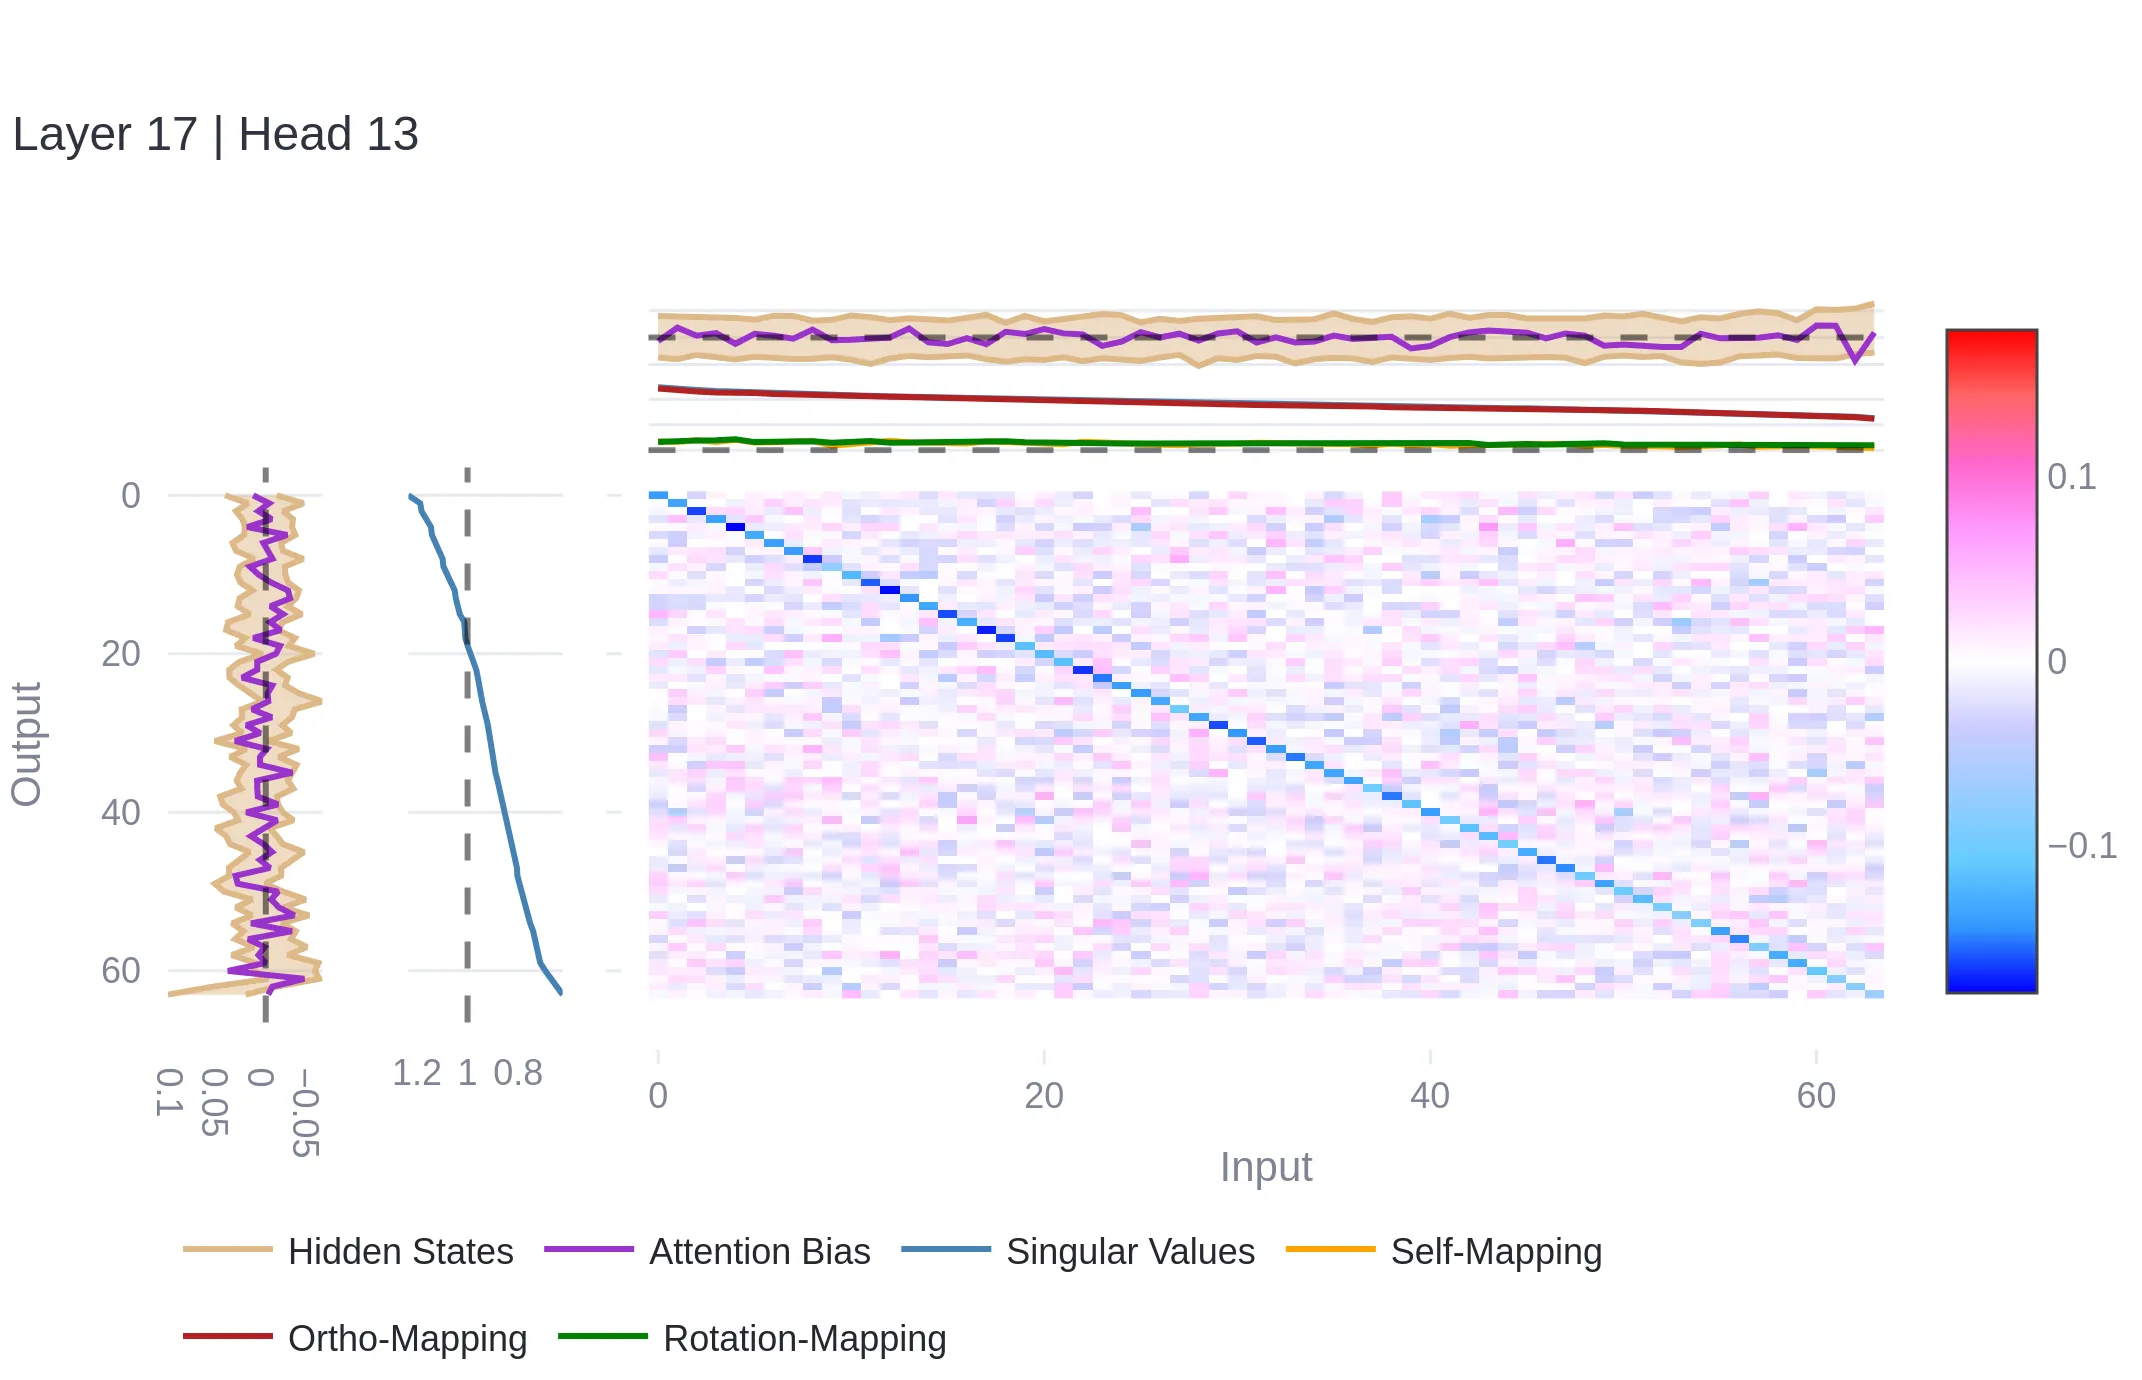 Layer 17 | Head 13
0
20
40
60
Output
0.1
0.05
0
−0.05
1.2
1
0.8
0
20
40
60
Input
0.1
0
−0.1
Hidden States
Attention Bias
Singular Values
Self-Mapping
Ortho-Mapping
Rotation-Mapping